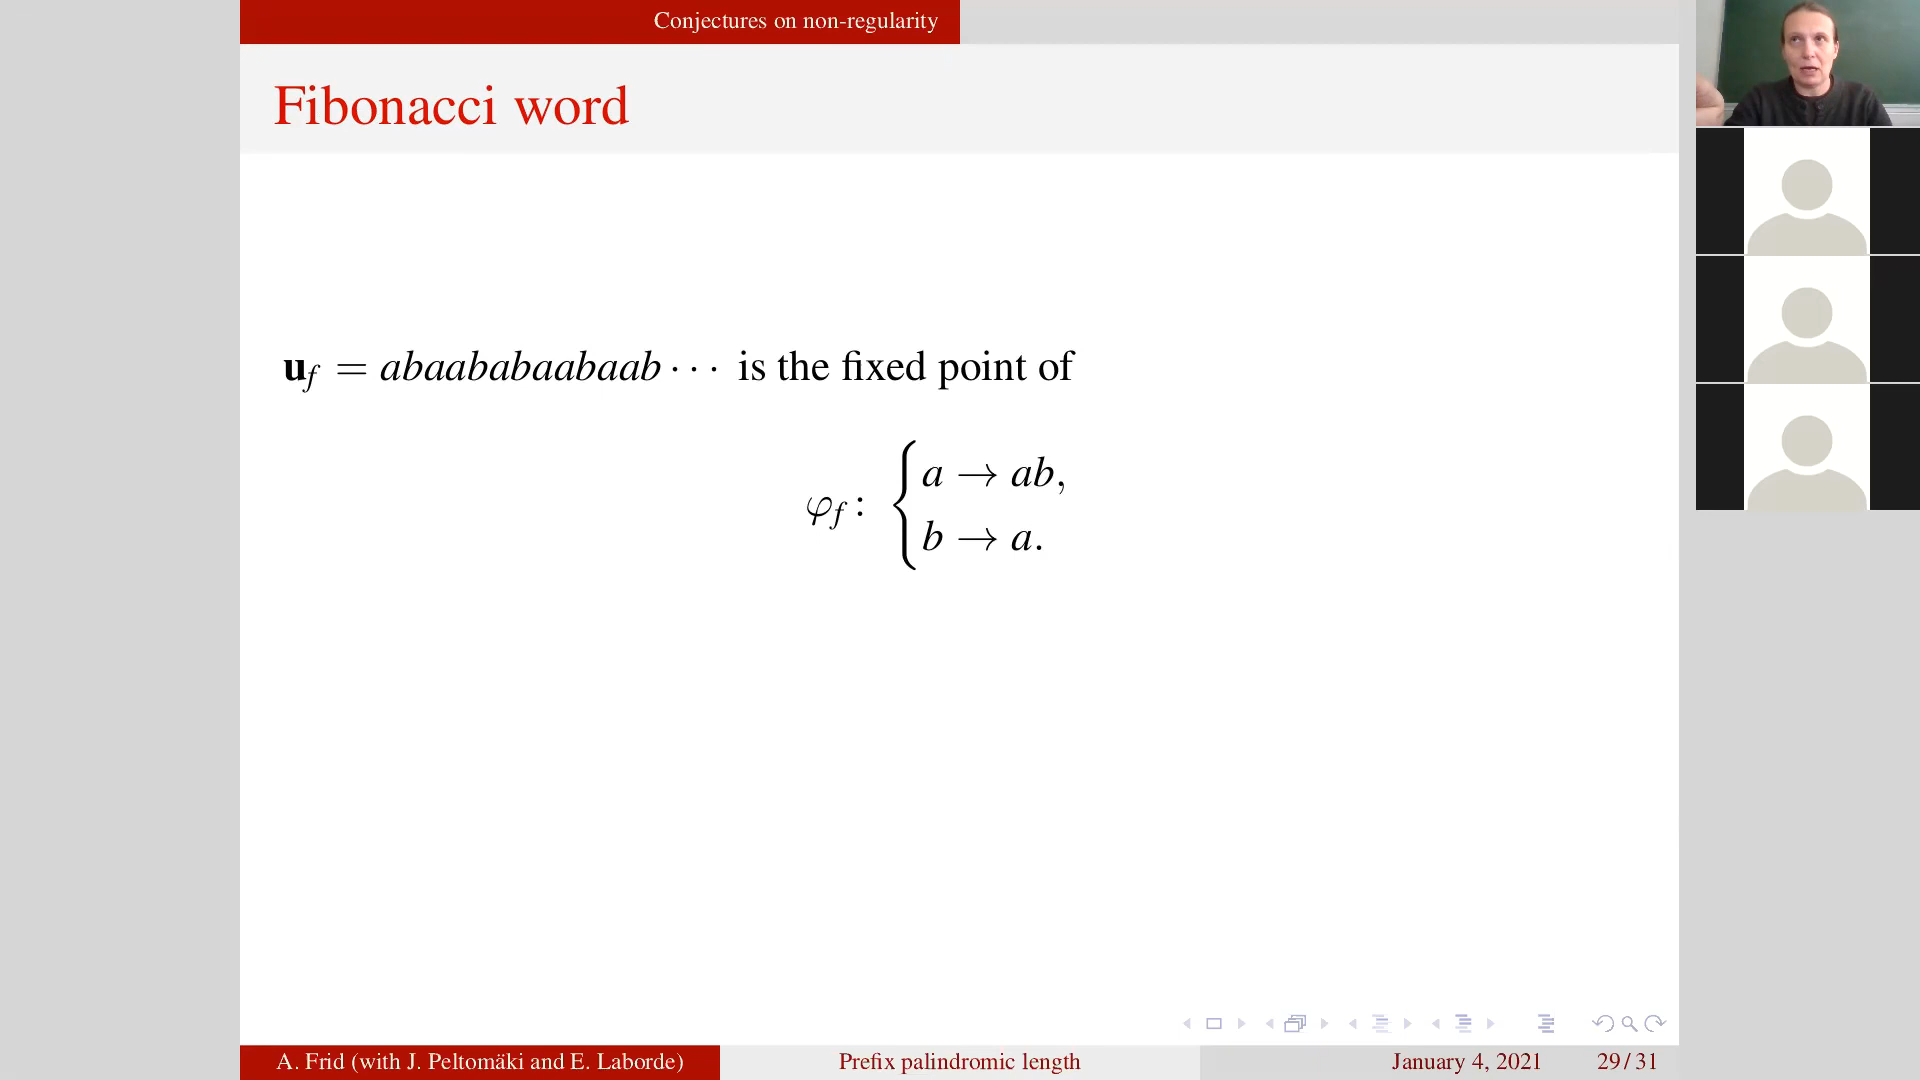 Conjectures on non-regularity
Fibonacci word
u_f = abaababaabaab · · · is the fixed point of
φ_f : { a → ab,
b → a.
A. Frid (with J. Peltomäki and E. Laborde)
Prefix palindromic length
January 4, 2021
29 / 31